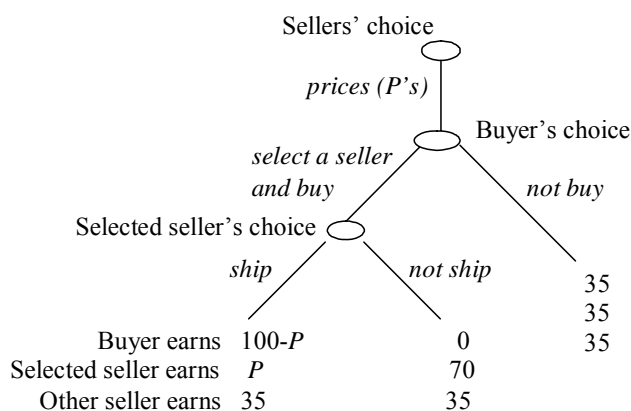 Sellers' choice
prices (P's)
Buyer's choice
select a seller
and buy
not buy
Selected seller's choice
ship
not ship
35
35
35
Buyer earns 100-P 0
Selected seller earns P 70
Other seller earns 35 35